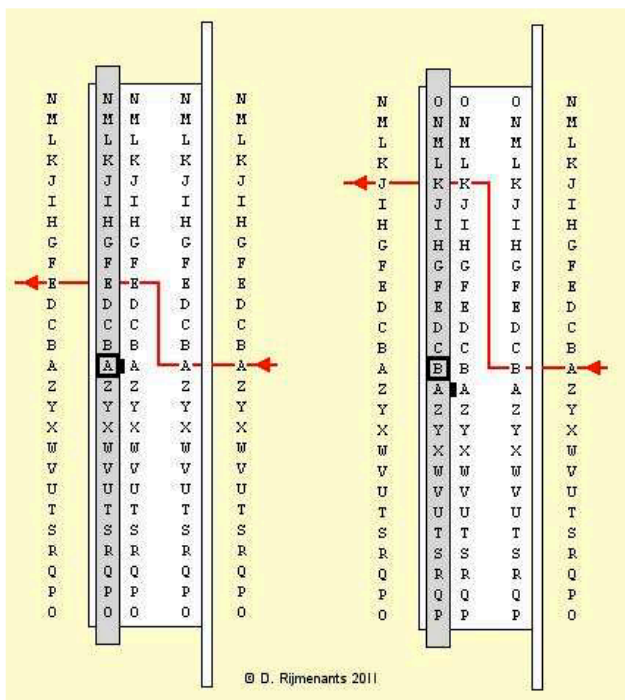 N N N N N N O O O N
M M M M M M N N N M
L L L L L L M M M L
K K K K K K L L L K
J J J J J J K K K J
I I I I I I J J J I
H H H H H H I I I H
G G G G G G H H H G
F F F F F F G G G F
E E E E E E F F F E
D D D D D D E E E D
C C C C C C D D D C
B B B B B B C C C B
A A A A A A B B B A
Z Z Z Z Z Z A A A Z
Y Y Y Y Y Y Z Z Z Y
X X X X X X Y Y Y X
W W W W W W X X X W
V V V V V V W W W V
U U U U U U V V V U
T T T T T T U U U T
S S S S S S T T T S
R R R R R R S S S R
Q Q Q Q Q Q R R R Q
P P P P P P Q Q Q P
O O O O O O P P P O
© D. Rijmenants 2011